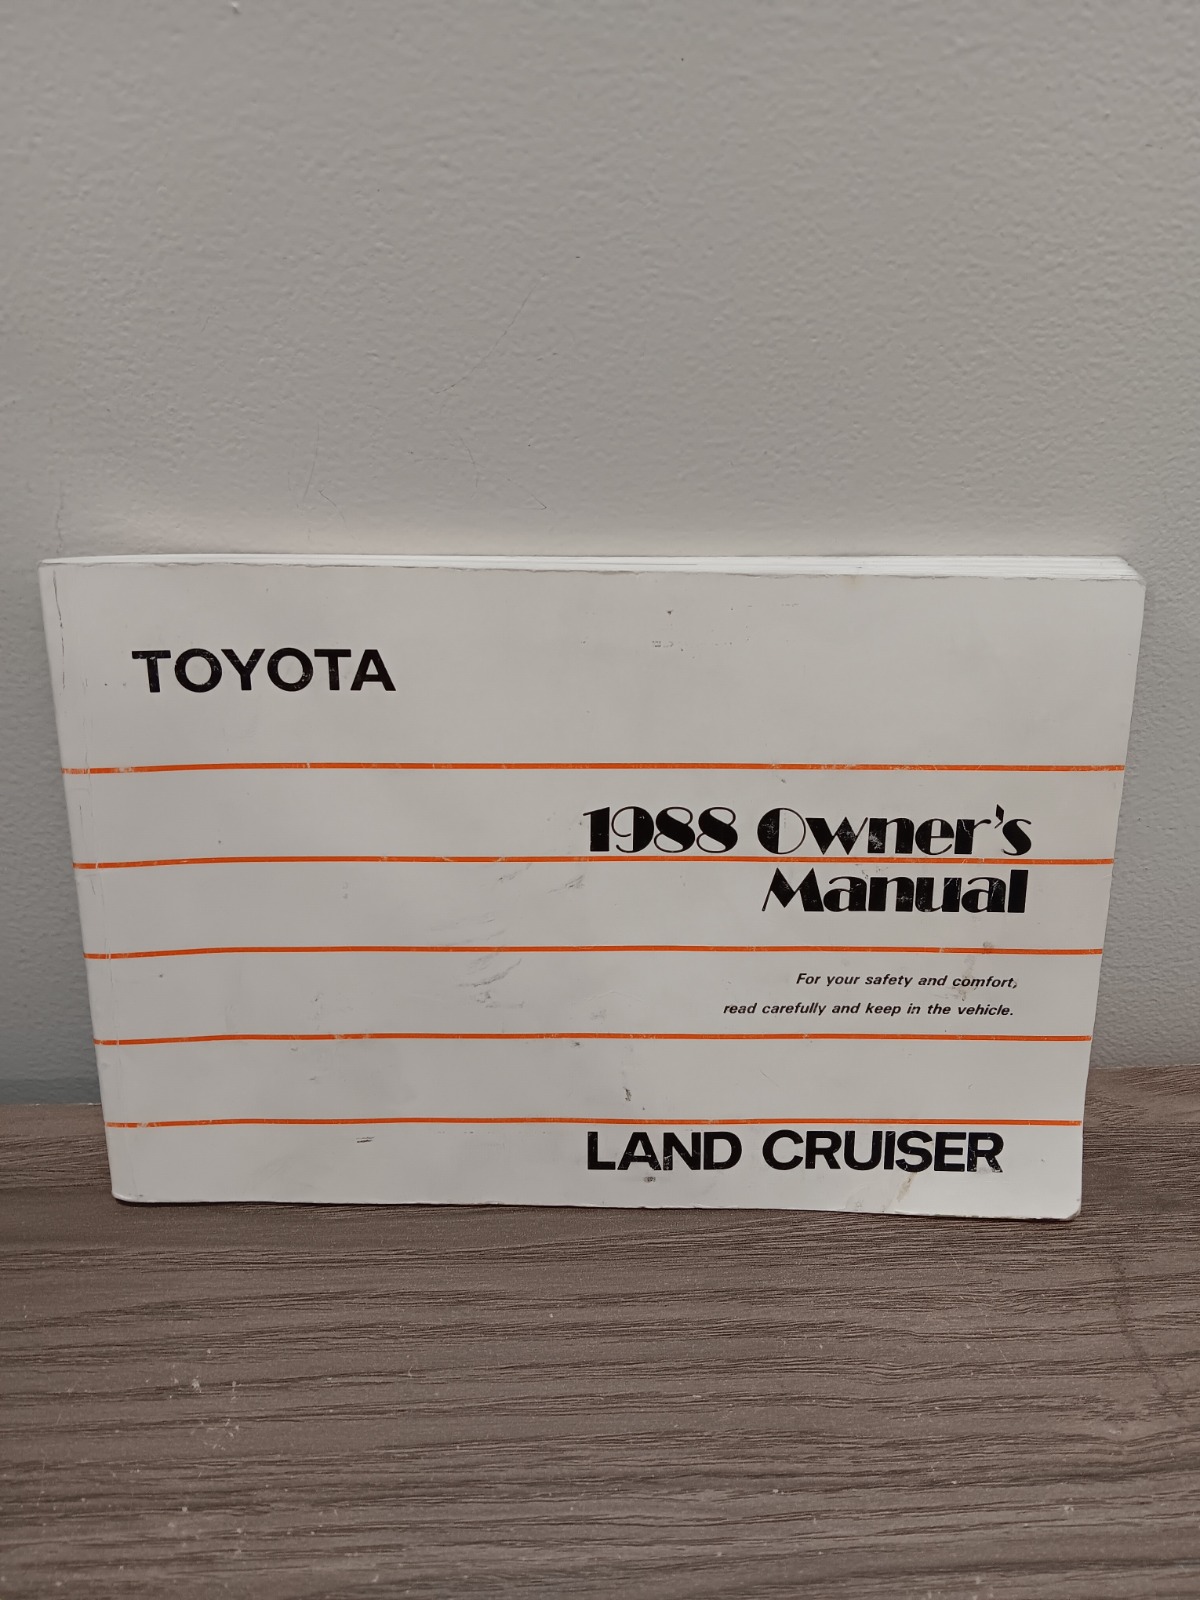 TOYOTA
1988 Owner's
Manual
For your safety and comfort,
read carefully and keep in the vehicle.
LAND CRUISER